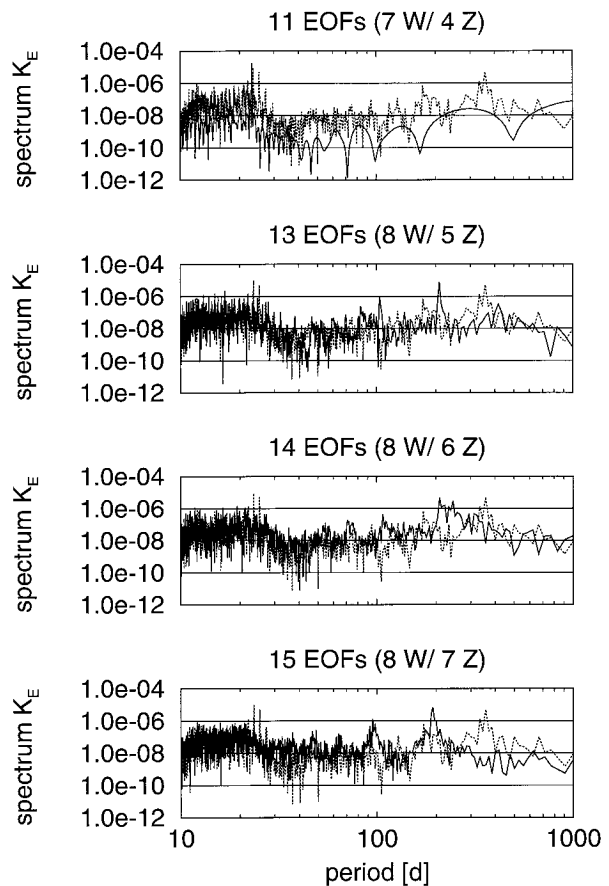 11 EOFs (7 W/ 4 Z)
spectrum K_E
1.0e-04
1.0e-06
1.0e-08
1.0e-10
1.0e-12
13 EOFs (8 W/ 5 Z)
spectrum K_E
1.0e-04
1.0e-06
1.0e-08
1.0e-10
1.0e-12
14 EOFs (8 W/ 6 Z)
spectrum K_E
1.0e-04
1.0e-06
1.0e-08
1.0e-10
1.0e-12
15 EOFs (8 W/ 7 Z)
spectrum K_E
1.0e-04
1.0e-06
1.0e-08
1.0e-10
1.0e-12
10 100 1000
period [d]